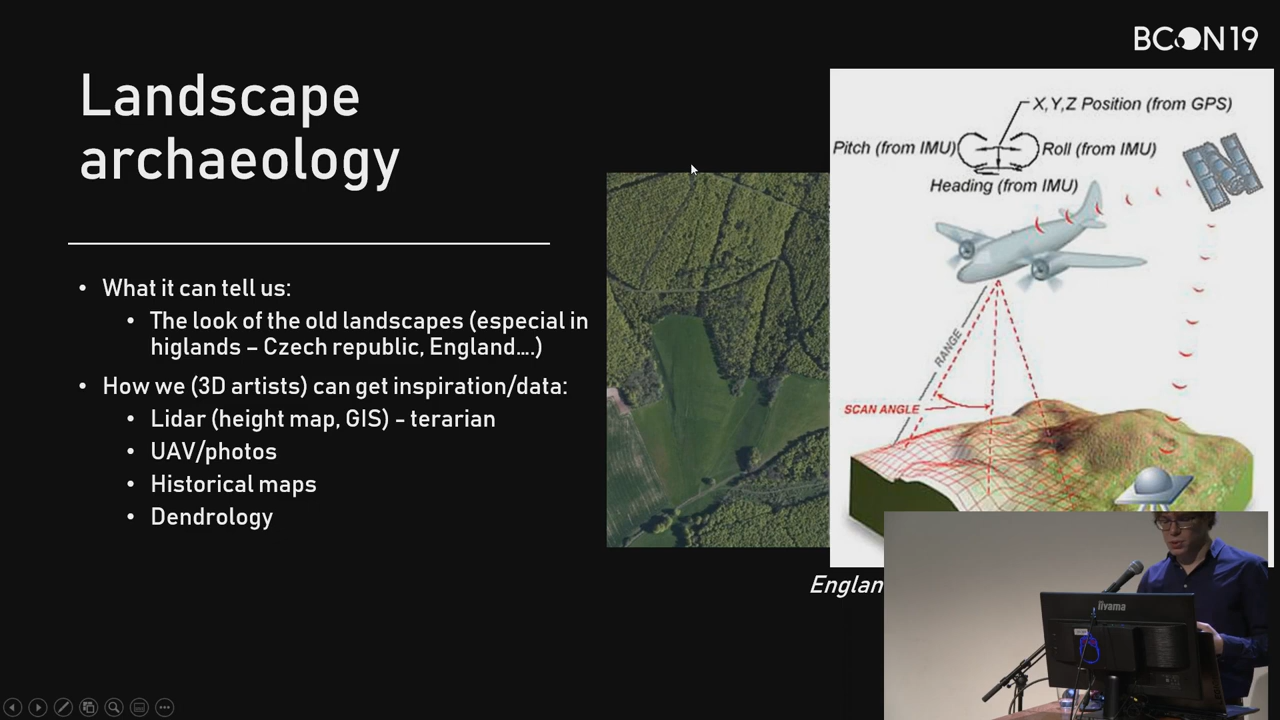 BCON19
Landscape
archaeology
• What it can tell us:
• The look of the old landscapes (especial in
higlands – Czech republic, England....)
• How we (3D artists) can get inspiration/data:
• Lidar (height map, GIS) - terarian
• UAV/photos
• Historical maps
• Dendrology
X,Y,Z Position (from GPS)
Pitch (from IMU)
Roll (from IMU)
Heading (from IMU)
RANGE
SCAN ANGLE
Englan
iiyama